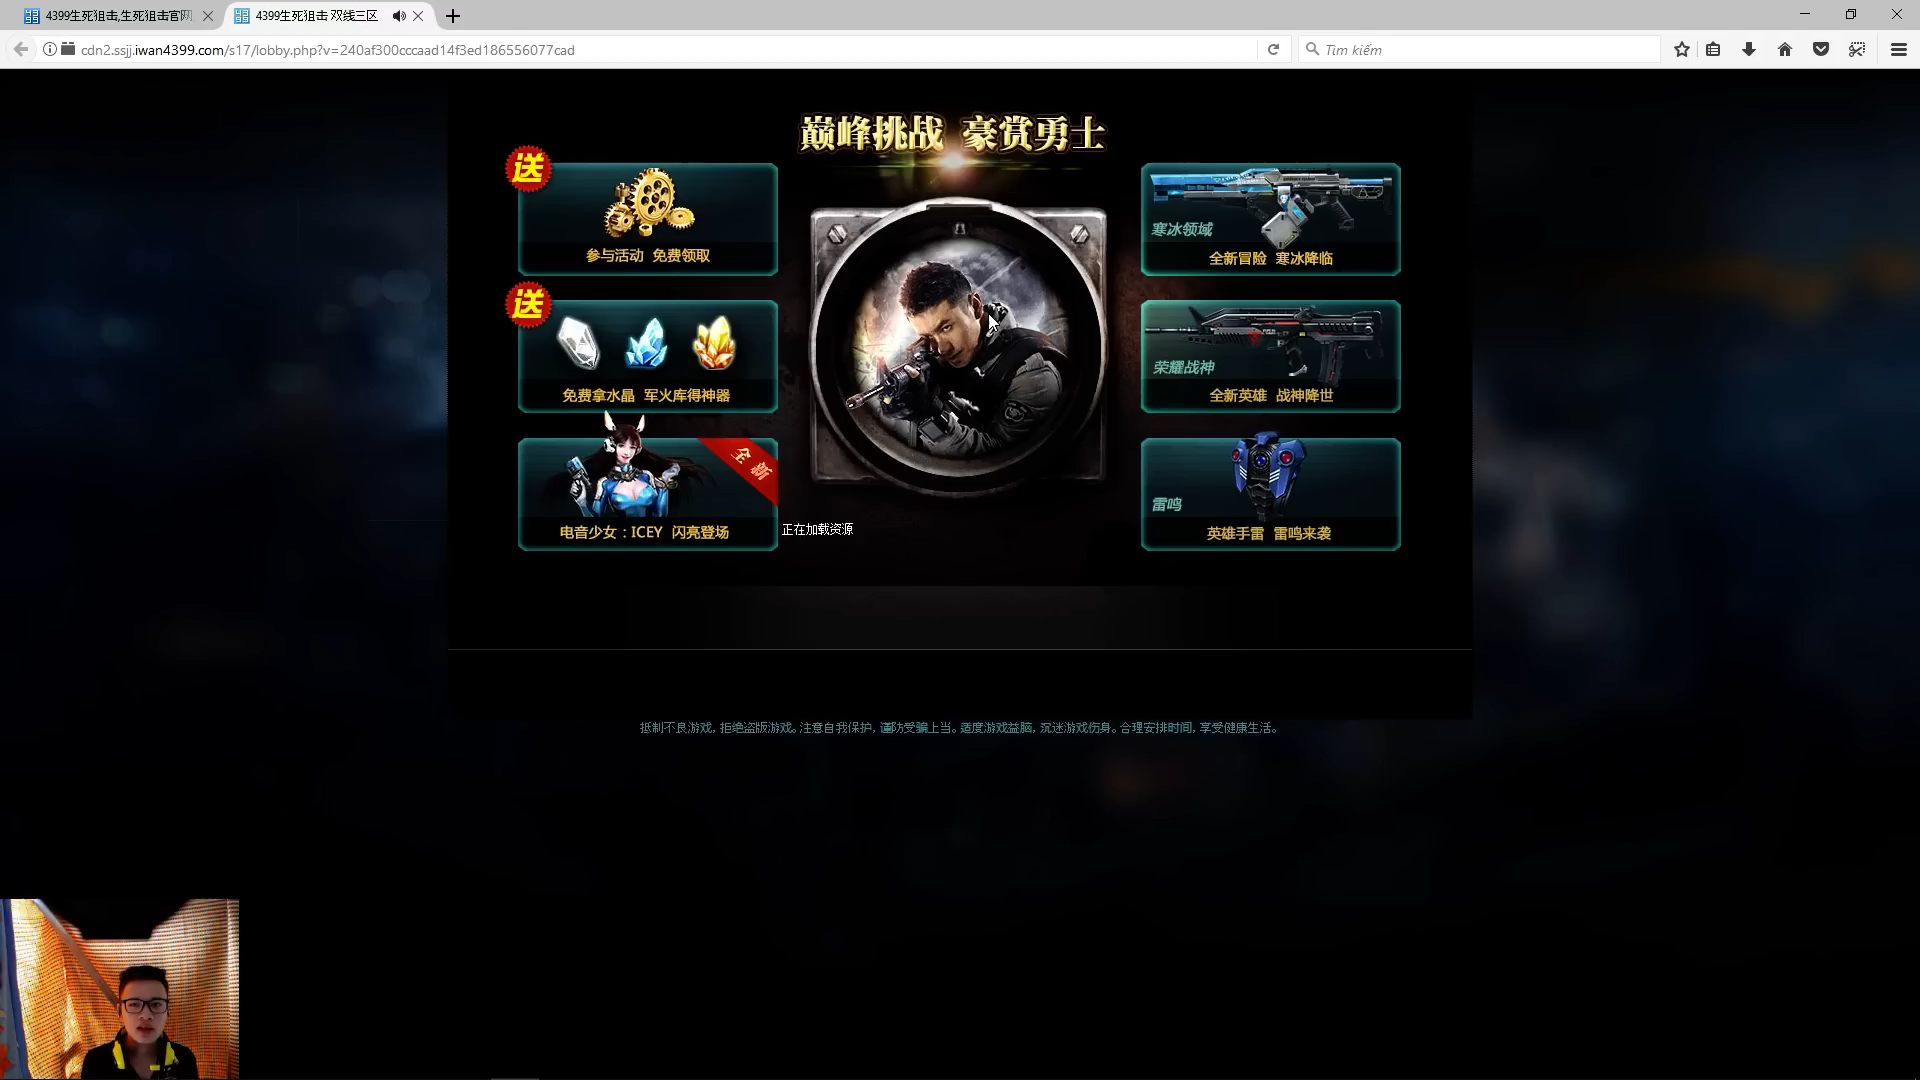 4399生死狙击,生死狙击官网
4399生死狙击 双线三区
cdn2.ssjj.iwan4399.com/s17/lobby.php?v=240af300cccaad14f3ed186556077cad
Tìm kiếm
巅峰挑战 豪赏勇士
送
参与活动 免费领取
寒冰领域
全新冒险 寒冰降临
送
免费拿水晶 军火库得神器
荣耀战神
全新英雄 战神降世
全新
电音少女：ICEY 闪亮登场
正在加载资源
雷鸣
英雄手雷 雷鸣来袭
抵制不良游戏, 拒绝盗版游戏。注意自我保护, 谨防受骗上当。适度游戏益脑, 沉迷游戏伤身。合理安排时间, 享受健康生活。